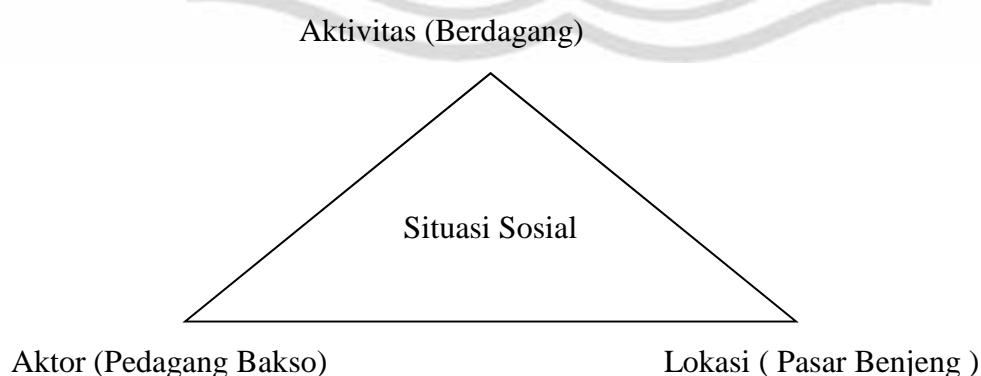 Aktivitas (Berdagang)
Situasi Sosial
Aktor (Pedagang Bakso)
Lokasi ( Pasar Benjeng )